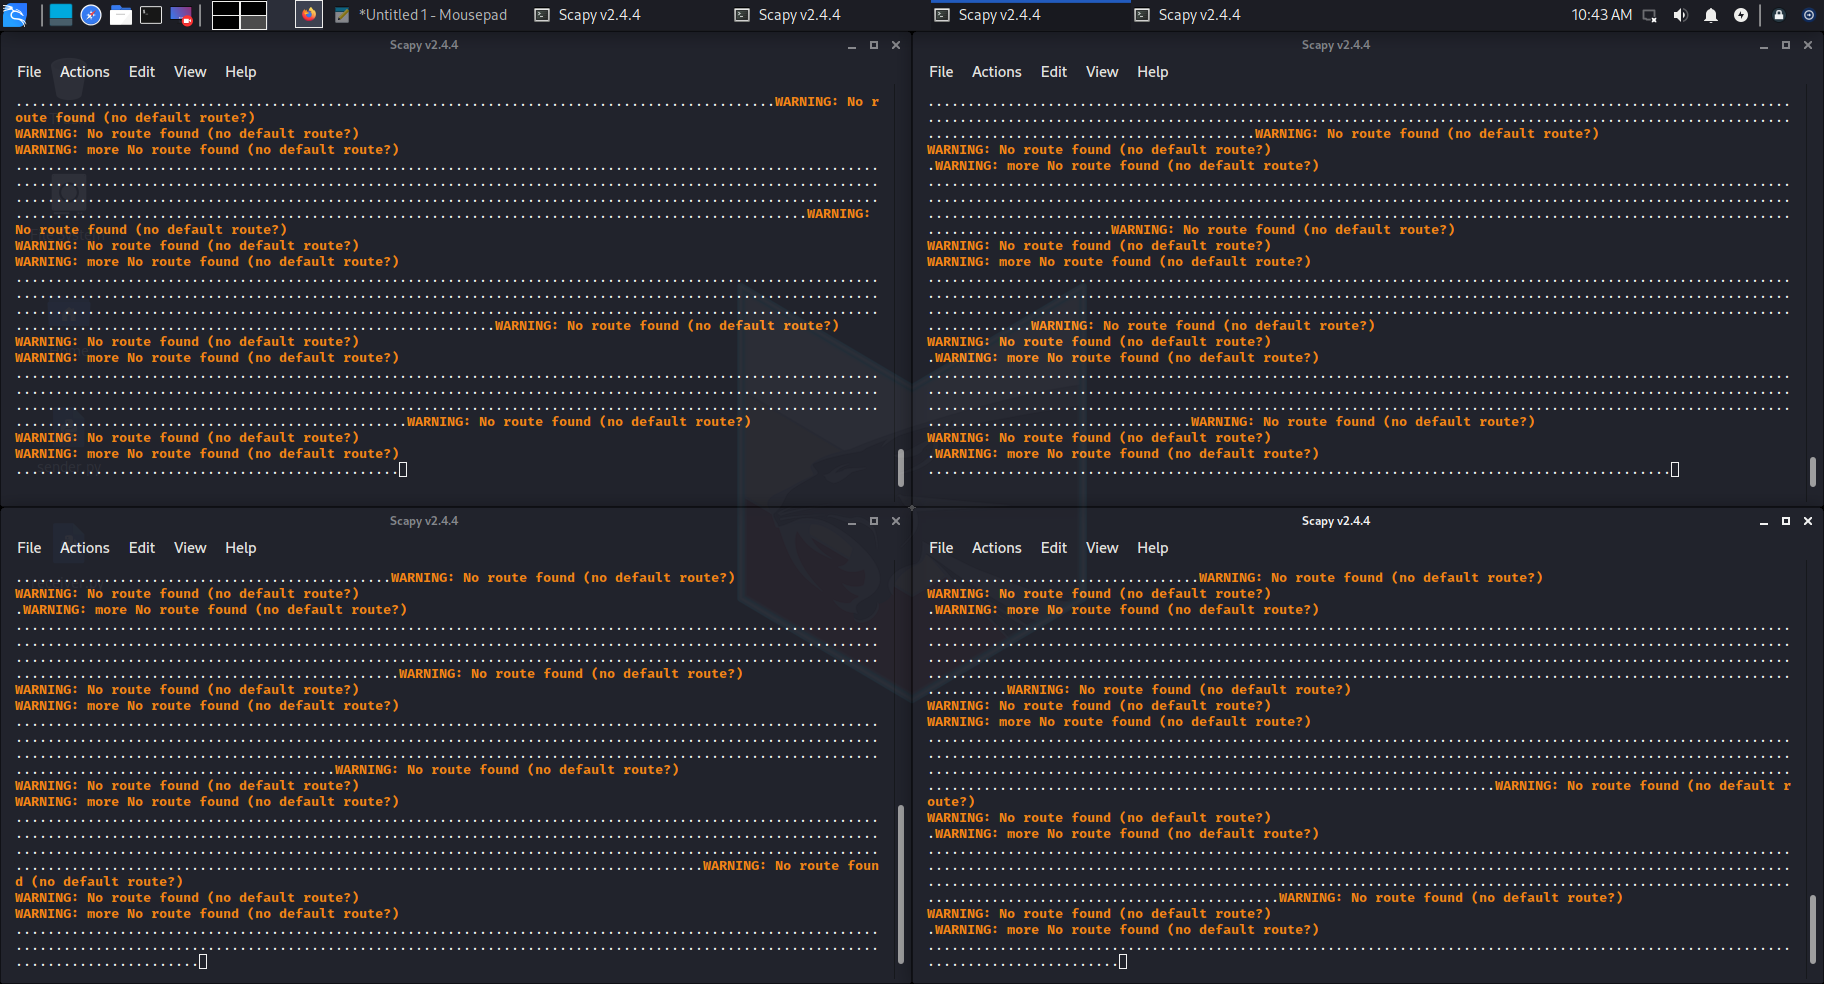 *Untitled 1 - Mousepad
Scapy v2.4.4
Scapy v2.4.4
Scapy v2.4.4
Scapy v2.4.4
10:43 AM
Scapy v2.4.4
File Actions Edit View Help
WARNING: No r
oute found (no default route?)
WARNING: No route found (no default route?)
WARNING: more No route found (no default route?)
WARNING:
No route found (no default route?)
WARNING: No route found (no default route?)
WARNING: more No route found (no default route?)
WARNING: No route found (no default route?)
WARNING: No route found (no default route?)
WARNING: more No route found (no default route?)
WARNING: No route found (no default route?)
WARNING: No route found (no default route?)
WARNING: more No route found (no default route?)
Scapy v2.4.4
File Actions Edit View Help
WARNING: No route found (no default route?)
WARNING: No route found (no default route?)
.WARNING: more No route found (no default route?)
WARNING: No route found (no default route?)
WARNING: No route found (no default route?)
WARNING: more No route found (no default route?)
WARNING: No route found (no default route?)
WARNING: No route found (no default route?)
.WARNING: more No route found (no default route?)
WARNING: No route found (no default route?)
WARNING: No route found (no default route?)
.WARNING: more No route found (no default route?)
Scapy v2.4.4
File Actions Edit View Help
WARNING: No route found (no default route?)
WARNING: No route found (no default route?)
.WARNING: more No route found (no default route?)
WARNING: No route found (no default route?)
WARNING: No route found (no default route?)
WARNING: more No route found (no default route?)
WARNING: No route found (no default route?)
WARNING: No route found (no default route?)
WARNING: more No route found (no default route?)
WARNING: No route foun
d (no default route?)
WARNING: No route found (no default route?)
WARNING: more No route found (no default route?)
Scapy v2.4.4
File Actions Edit View Help
WARNING: No route found (no default route?)
WARNING: No route found (no default route?)
.WARNING: more No route found (no default route?)
WARNING: No route found (no default route?)
WARNING: No route found (no default route?)
WARNING: more No route found (no default route?)
WARNING: No route found (no default r
oute?)
WARNING: No route found (no default route?)
.WARNING: more No route found (no default route?)
WARNING: No route found (no default route?)
WARNING: No route found (no default route?)
.WARNING: more No route found (no default route?)